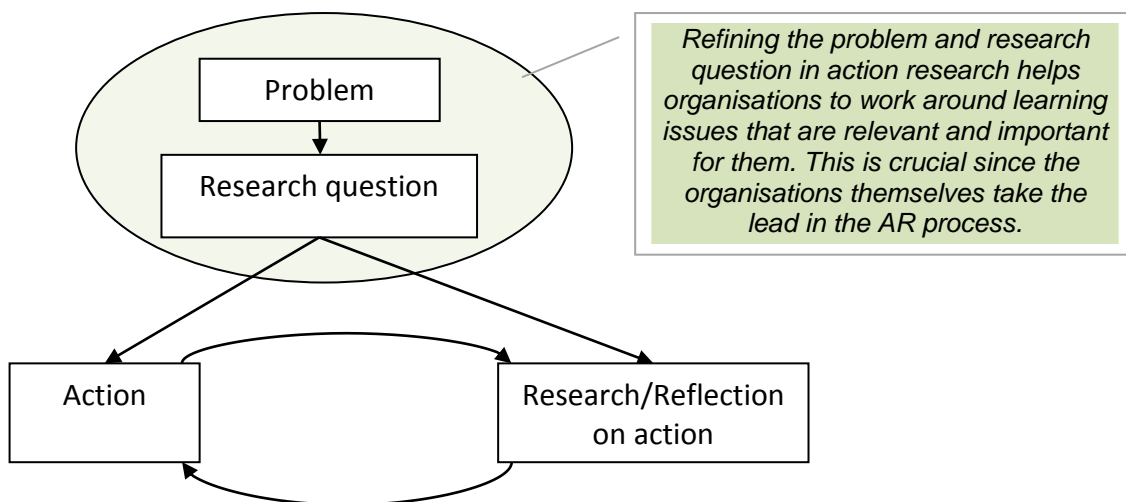 Problem
Research question
Refining the problem and research
question in action research helps
organisations to work around learning
issues that are relevant and important
for them. This is crucial since the
organisations themselves take the
lead in the AR process.
Action
Research/Reflection
on action